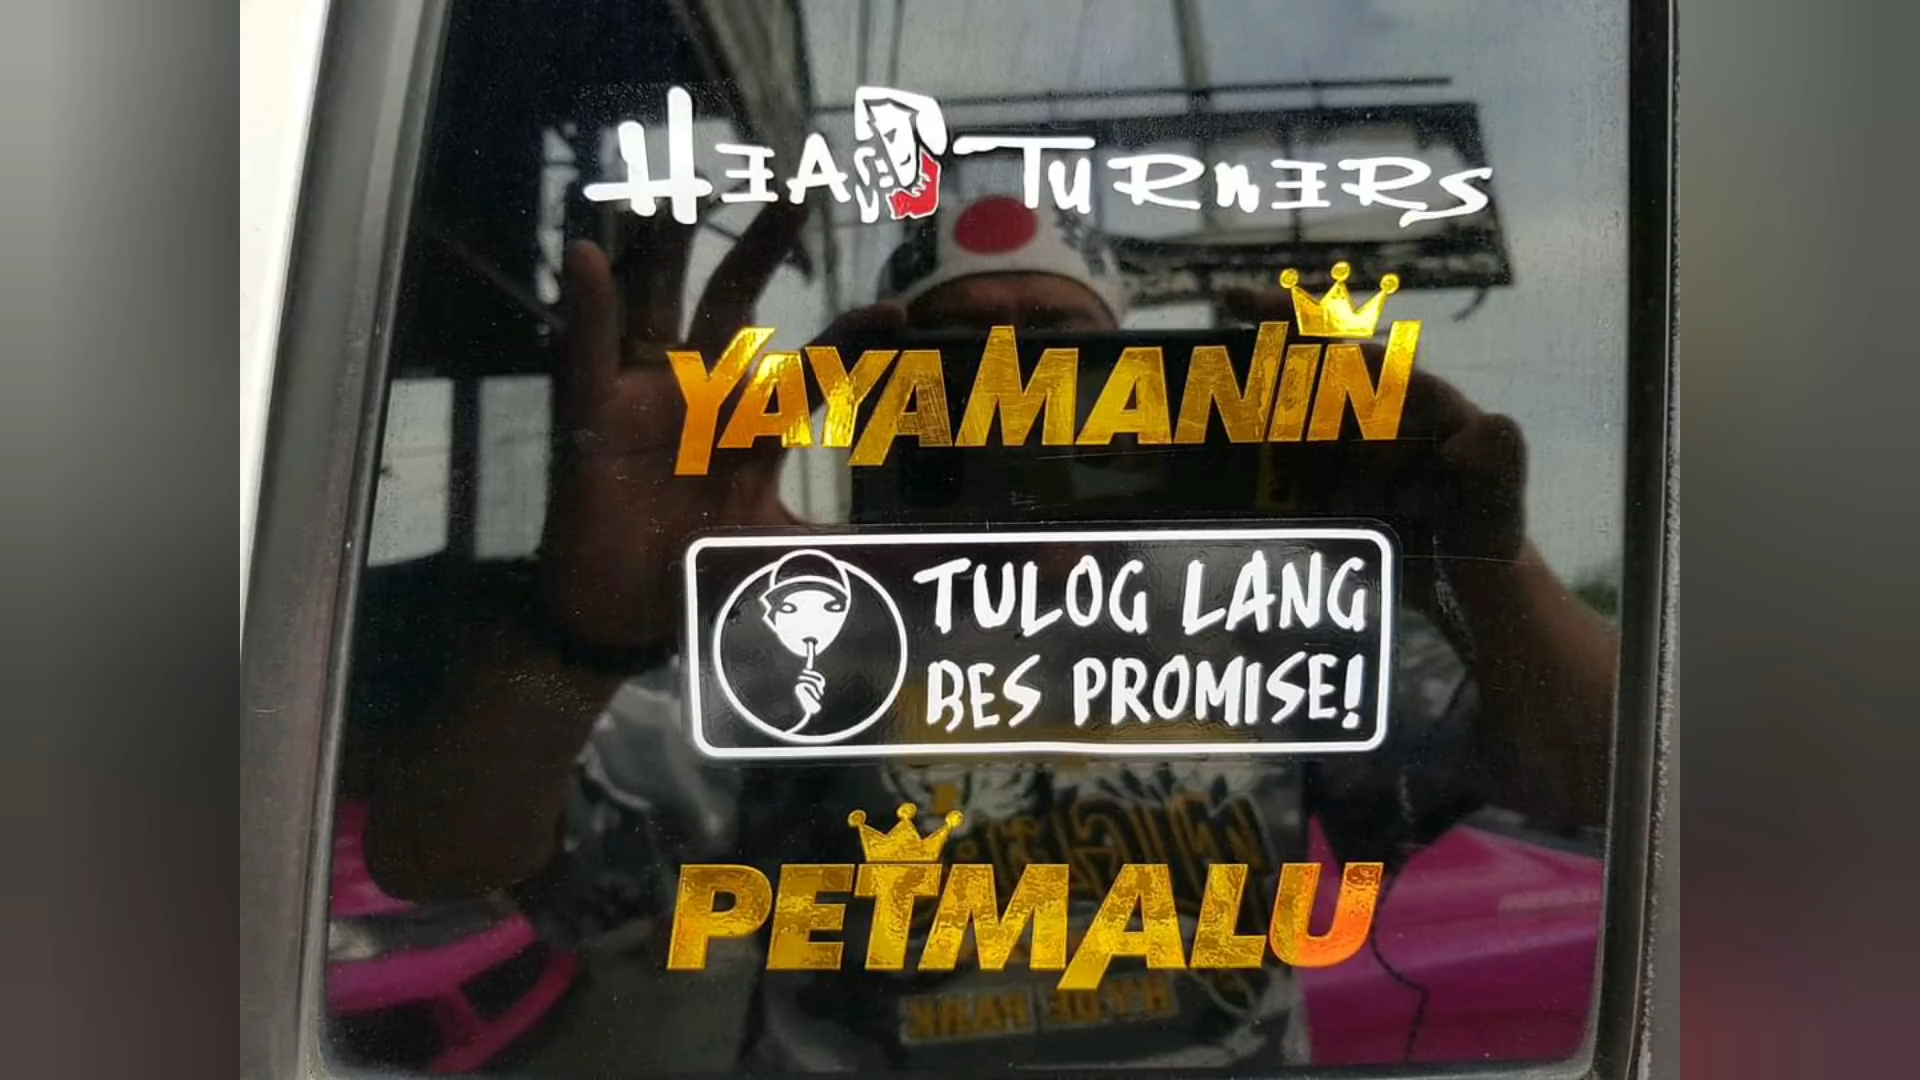 HEAD TURNERS
YAYAMANIN
TULOG LANG
BES PROMISE!
PETMALU